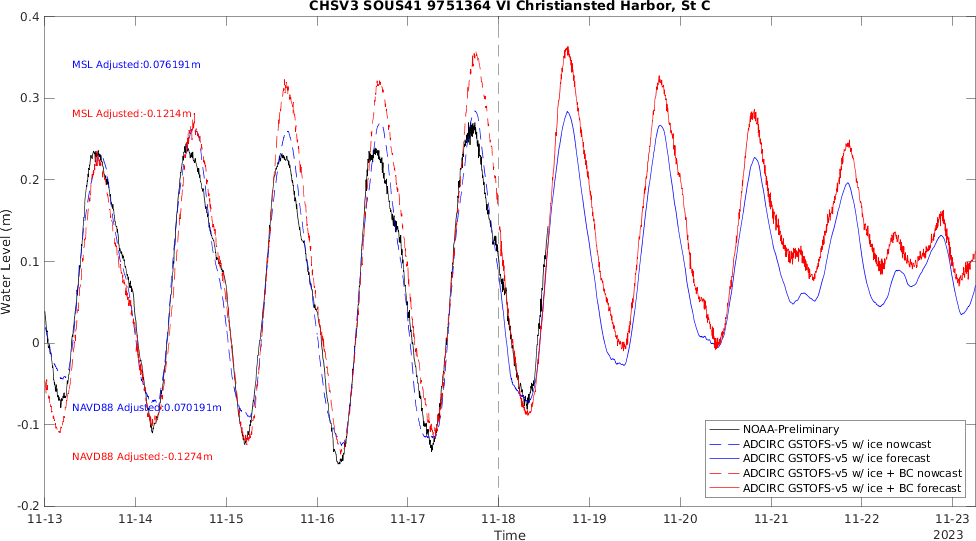 CHSV3 SOUS41 9751364 VI Christiansted Harbor, St C
0.4
0.3
0.2
0.1
0
-0.1
-0.2
Water Level (m)
MSL Adjusted:0.076191m
MSL Adjusted:-0.1214m
NAVD88 Adjusted:0.070191m
NAVD88 Adjusted:-0.1274m
NOAA-Preliminary
ADCIRC GSTOFS-v5 w/ ice nowcast
ADCIRC GSTOFS-v5 w/ ice forecast
ADCIRC GSTOFS-v5 w/ ice + BC nowcast
ADCIRC GSTOFS-v5 w/ ice + BC forecast
11-13 11-14 11-15 11-16 11-17 11-18 11-19 11-20 11-21 11-22 11-23
Time
2023